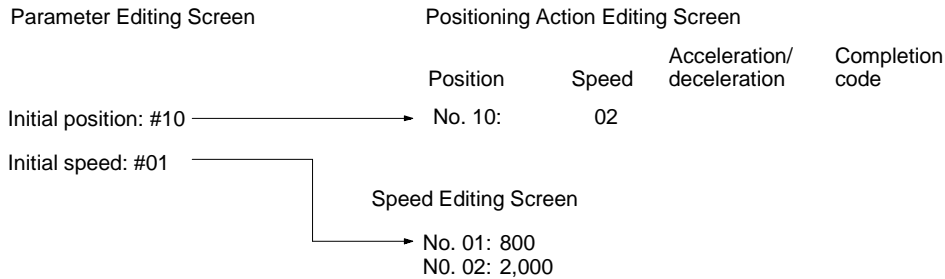 Parameter Editing Screen
Positioning Action Editing Screen
Acceleration/ Completion
Position Speed deceleration code
Initial position: #10 No. 10: 02
Initial speed: #01
Speed Editing Screen
No. 01: 800
N0. 02: 2,000